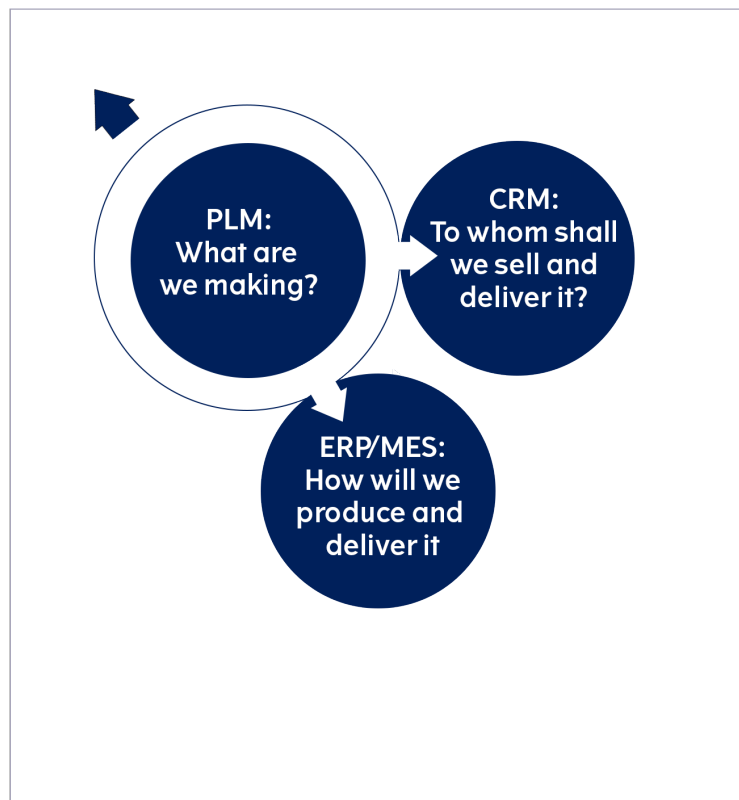 PLM:
What are
we making?
CRM:
To whom shall
we sell and
deliver it?
ERP/MES:
How will we
produce and
deliver it